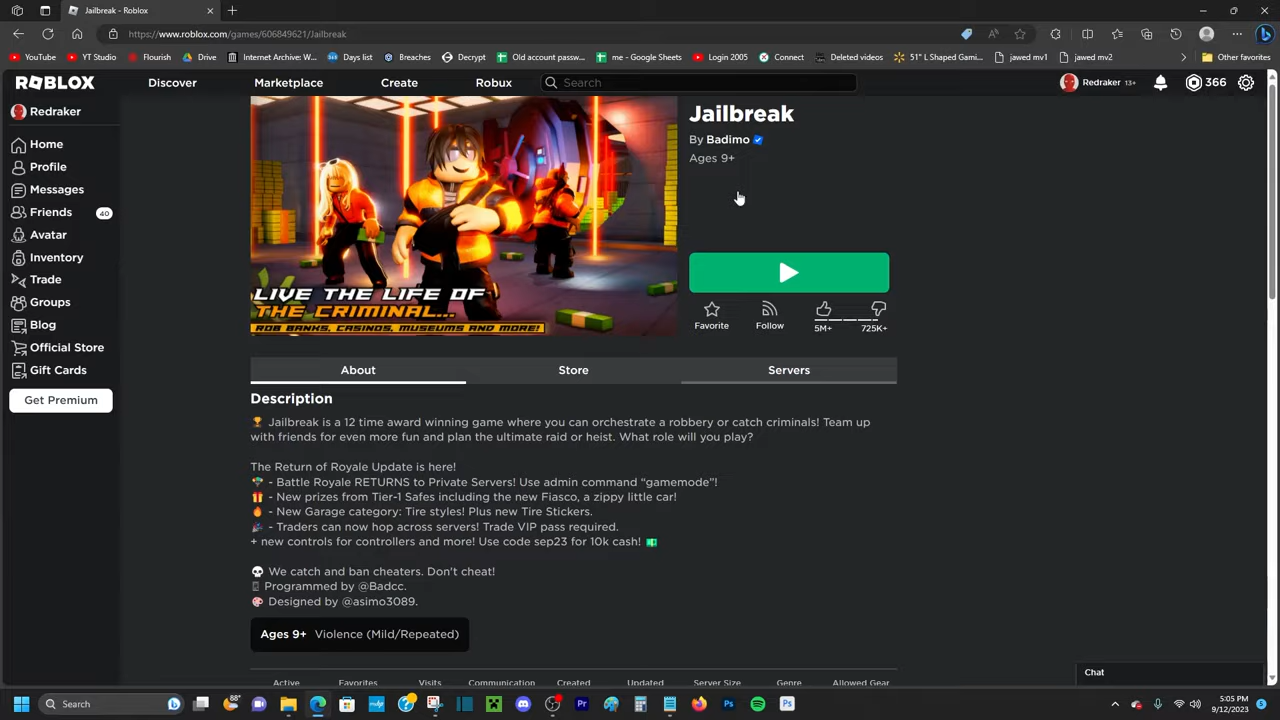 Jailbreak - Roblox
https://www.roblox.com/games/606849621/Jailbreak
YouTube YT Studio Flourish Drive Internet Archive: W... Days list Breaches Decrypt Old account passw... me - Google Sheets Login 2005 Connect Deleted videos 51" L Shaped Gami... jawed mv1 jawed mv2 Other favorites
ROBLOX Discover Marketplace Create Robux Search Redraker 13+ 366
Redraker
Home
Profile
Messages
Friends 40
Avatar
Inventory
Trade
Groups
Blog
Official Store
Gift Cards
Get Premium
LIVE THE LIFE OF
THE CRIMINAL...
ROB BANKS, CASINOS, MUSEUMS AND MORE!
Jailbreak
By Badimo
Ages 9+
Favorite Follow 5M+ 725K+
About Store Servers
Description
Jailbreak is a 12 time award winning game where you can orchestrate a robbery or catch criminals! Team up
with friends for even more fun and plan the ultimate raid or heist. What role will you play?
The Return of Royale Update is here!
- Battle Royale RETURNS to Private Servers! Use admin command “gamemode”!
- New prizes from Tier-1 Safes including the new Fiasco, a zippy little car!
- New Garage category: Tire styles! Plus new Tire Stickers.
- Traders can now hop across servers! Trade VIP pass required.
+ new controls for controllers and more! Use code sep23 for 10k cash!
We catch and ban cheaters. Don't cheat!
Programmed by @Badcc.
Designed by @asimo3089.
Ages 9+ Violence (Mild/Repeated)
Active Favorites Visits Communication Created Updated Server Size Genre Allowed Gear
Chat
Search 88° 5:05 PM
9/12/2023